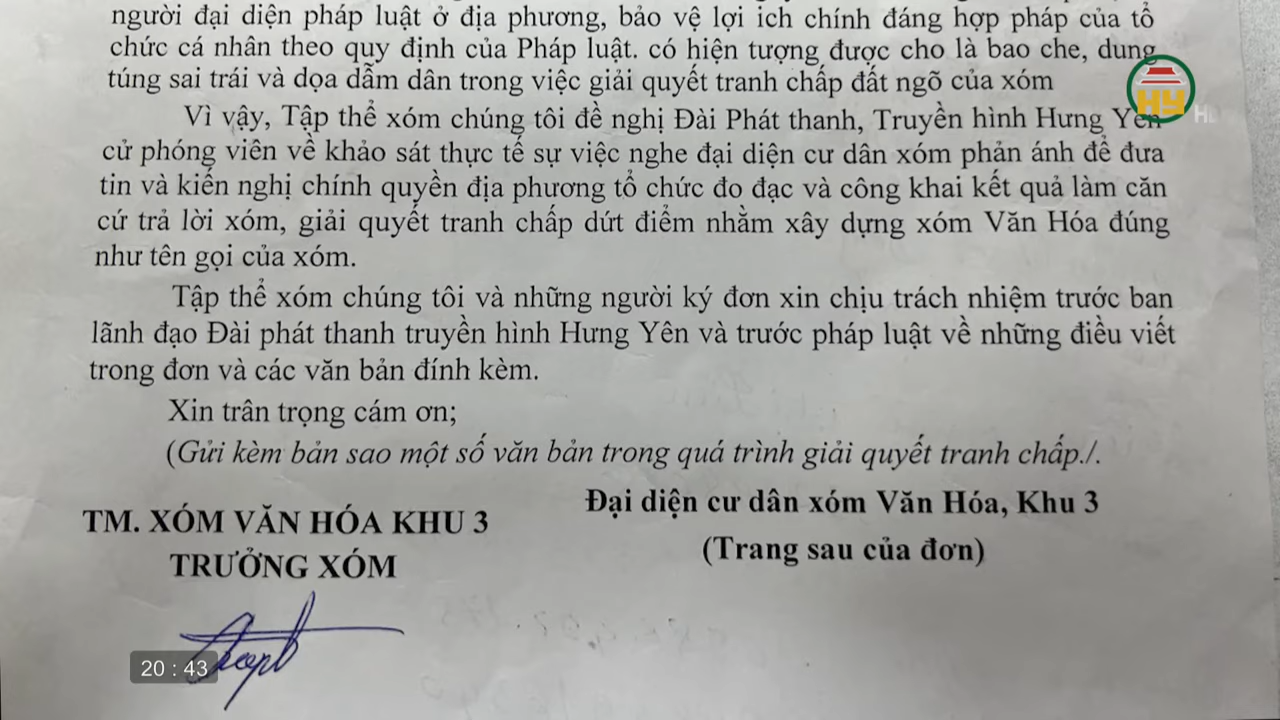 người đại diện pháp luật ở địa phương, bảo vệ lợi ich chính đáng hợp pháp của tổ
chức cá nhân theo quy định của Pháp luật. có hiện tượng được cho là bao che, dung
túng sai trái và dọa dẫm dân trong việc giải quyết tranh chấp đất ngõ của xóm
HY HD
Vì vậy, Tập thể xóm chúng tôi đề nghị Đài Phát thanh, Truyền hình Hưng Yên
cử phóng viên về khảo sát thực tế sự việc nghe đại diện cư dân xóm phản ánh để đưa
tin và kiến nghị chính quyền địa phương tổ chức đo đạc và công khai kết quả làm căn
cứ trả lời xóm, giải quyết tranh chấp dứt điểm nhằm xây dựng xóm Văn Hóa đúng
như tên gọi của xóm.
Tập thể xóm chúng tôi và những người ký đơn xin chịu trách nhiệm trước ban
lãnh đạo Đài phát thanh truyền hình Hưng Yên và trước pháp luật về những điều viết
trong đơn và các văn bản đính kèm.
Xin trân trọng cám ơn;
(Gửi kèm bản sao một số văn bản trong quá trình giải quyết tranh chấp./.
Đại diện cư dân xóm Văn Hóa, Khu 3
(Trang sau của đơn)
TM. XÓM VĂN HÓA KHU 3
TRƯỞNG XÓM
20 : 43